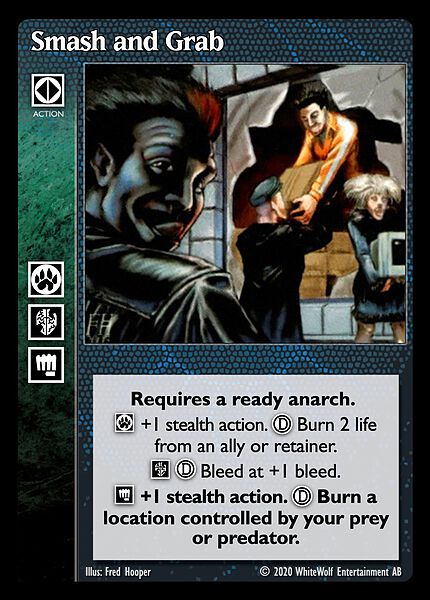 Smash and Grab
ACTION
FH
Requires a ready anarch.
+1 stealth action. D Burn 2 life
from an ally or retainer.
D Bleed at +1 bleed.
+1 stealth action. D Burn a
location controlled by your prey
or predator.
Illus: Fred Hooper © 2020 WhiteWolf Entertainment AB